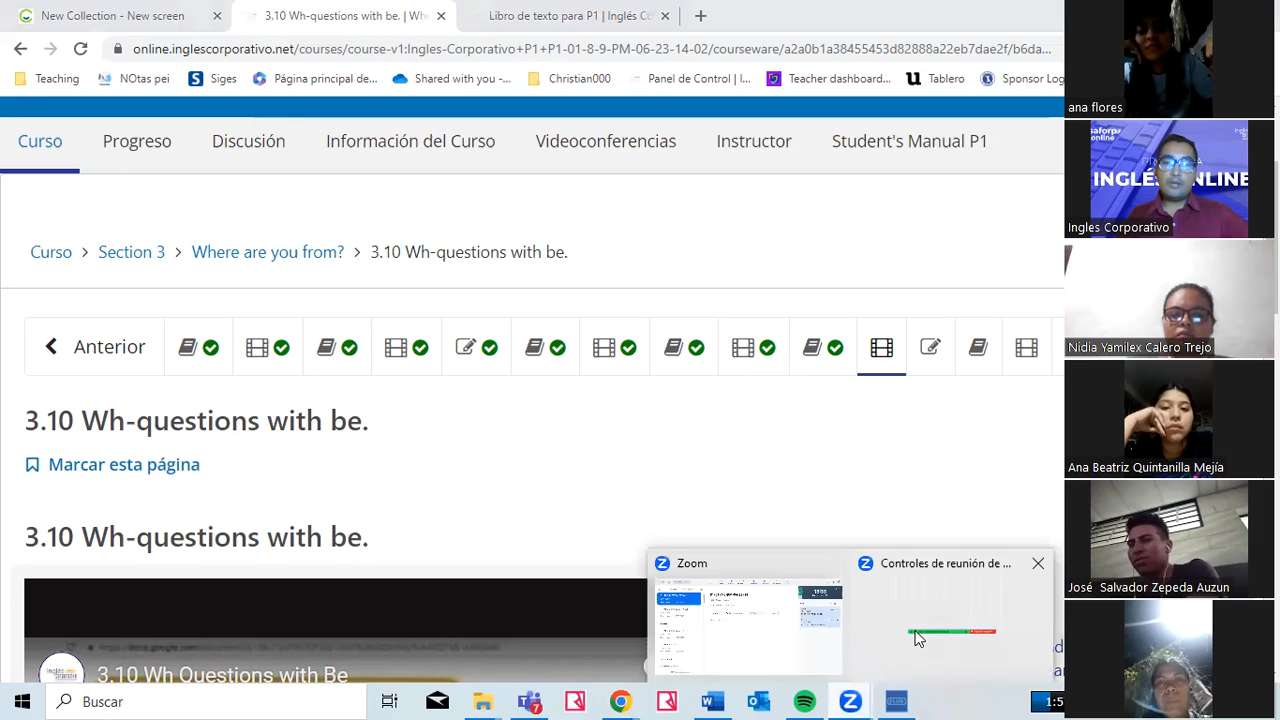 New Collection - New screen
3.10 Wh-questions with be. | Wh
Libro de texto para P1 | Inglés Co
online.inglescorporativo.net/courses/course-v1:Ingles-Corporativo+P1+P1-01-8-9-PM-06-23-14-02/courseware/a2a0b1a38455453d82888a22eb7dae2f/b6da...
Teaching
NOtas pei
Siges
Página principal de...
Shared with you -...
Christian000
Panel de Control | I...
Teacher dashboard...
Tablero
Sponsor Log
Curso
Progreso
Discusión
Información del Curso
Videoconferencias
Instructor
Student's Manual P1
Curso > Section 3 > Where are you from? > 3.10 Wh-questions with be.
Anterior
3.10 Wh-questions with be.
Marcar esta página
3.10 Wh-questions with be.
3.10 Wh Questions with Be
Zoom
Controles de reunión de ...
Buscar
1:5
ana flores
INGLÉS ONLINE
Ingles Corporativo
Nidia Yamilex Calero Trejo
Ana Beatriz Quintanilla Mejía
José Salvador Zepeda Auzun